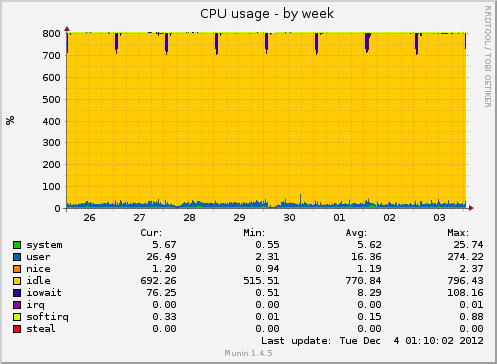 CPU usage - by week
RRDTOOL / TOBI OETIKER
%
800
700
600
500
400
300
200
100
0
26 27 28 29 30 01 02 03
Cur: Min: Avg: Max:
system 5.67 0.55 5.62 25.74
user 26.49 2.31 16.36 274.22
nice 1.20 0.94 1.19 2.37
idle 692.26 515.51 770.84 796.43
iowait 76.25 0.51 8.29 108.16
irq 0.00 0.00 0.00 0.01
softirq 0.33 0.01 0.15 0.88
steal 0.00 0.00 0.00 0.00
Last update: Tue Dec 4 01:10:02 2012
Munin 1.4.5